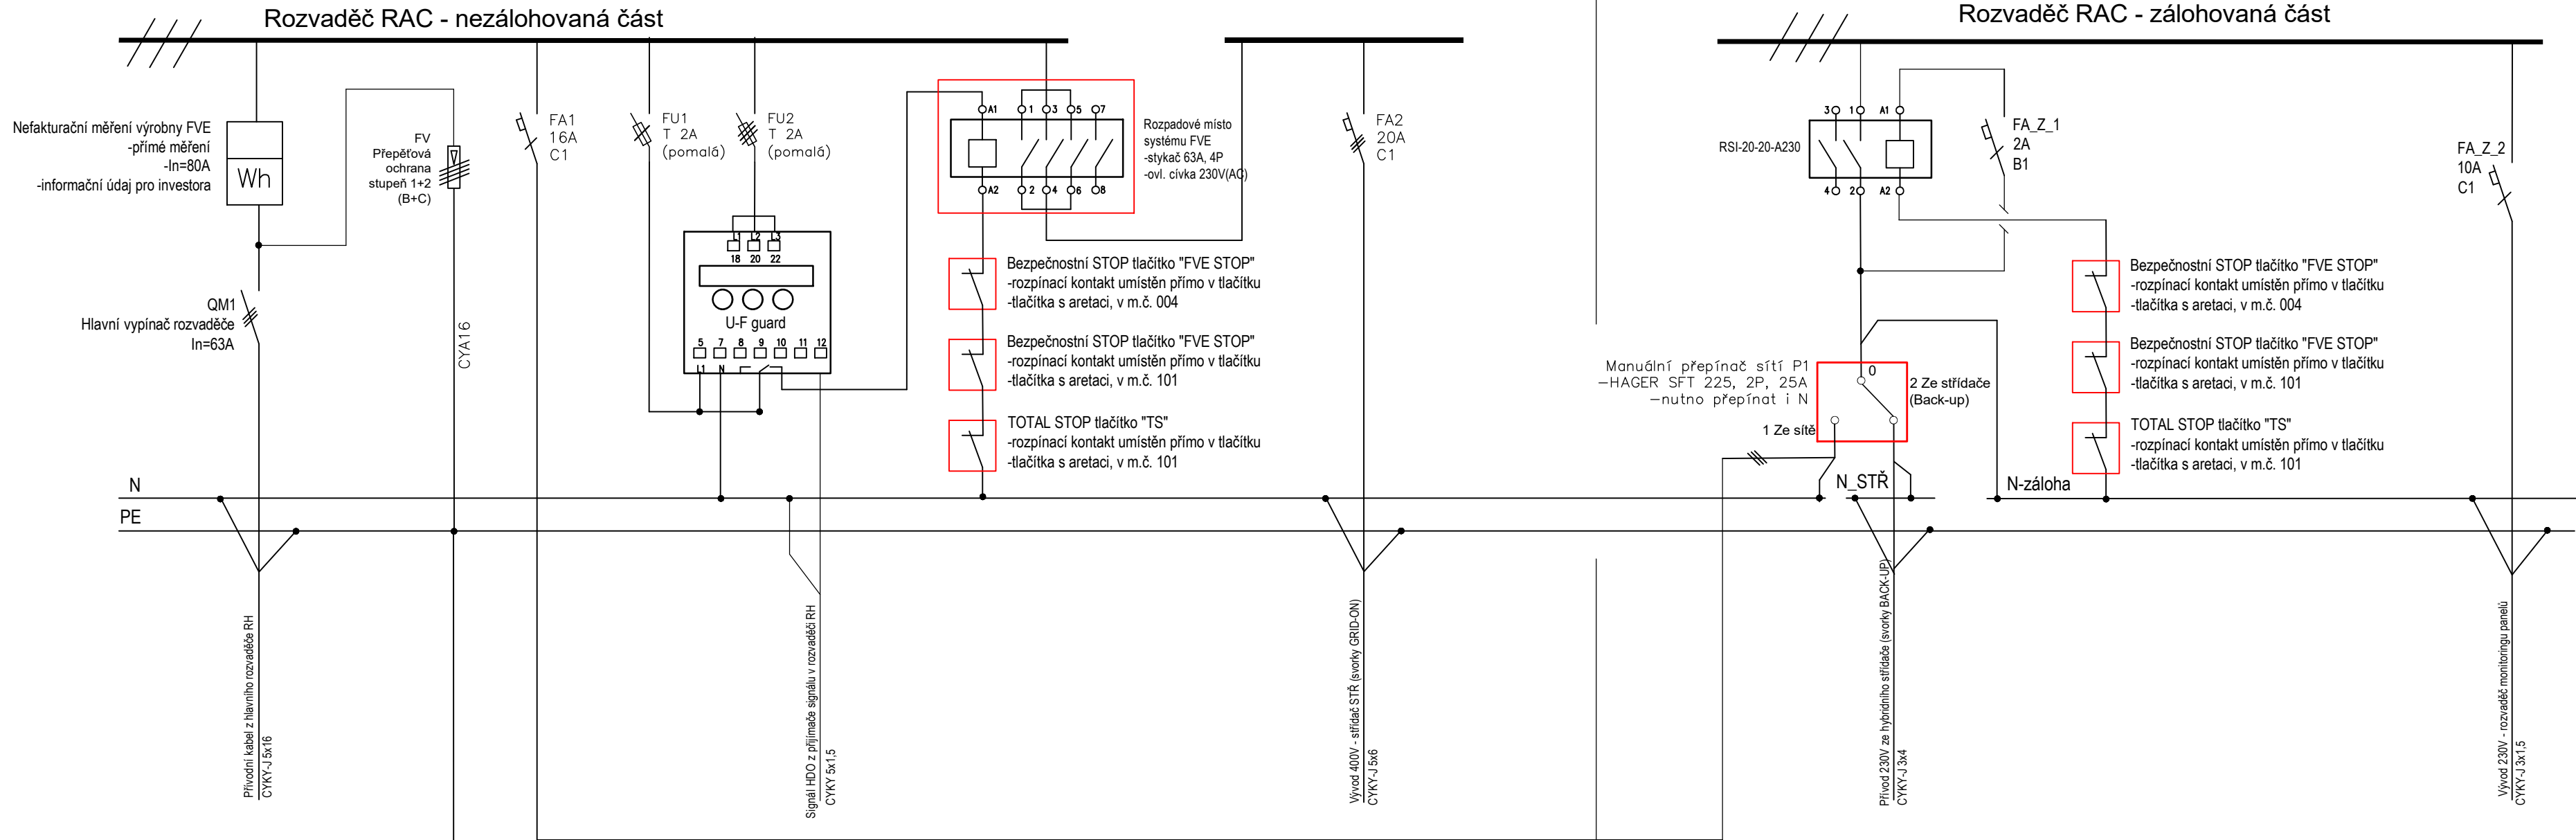 Rozvaděč RAC - nezálohovaná část
Rozvaděč RAC - zálohovaná část
Nefakturační měření výrobny FVE
-přímé měření
-In=80A
-informační údaj pro investora
Wh
FV
Přepěťová
ochrana
stupeň 1+2
(B+C)
QM1
Hlavní vypínač rozvaděče
In=63A
CYA16
FA1
16A
C1
FU1
T 2A
(pomalá)
FU2
T 2A
(pomalá)
L1 L2 L3
18 20 22
U-F guard
5 7 8 9 10 11 12
L1 N
A1 1 3 5 7
A2 2 4 6 8
Rozpadové místo
systému FVE
-stykač 63A, 4P
-ovl. cívka 230V(AC)
Bezpečnostní STOP tlačítko "FVE STOP"
-rozpínací kontakt umístěn přímo v tlačítku
-tlačítka s aretaci, v m.č. 004
Bezpečnostní STOP tlačítko "FVE STOP"
-rozpínací kontakt umístěn přímo v tlačítku
-tlačítka s aretaci, v m.č. 101
TOTAL STOP tlačítko "TS"
-rozpínací kontakt umístěn přímo v tlačítku
-tlačítka s aretaci, v m.č. 101
FA2
20A
C1
3 1 A1
RSI-20-20-A230
4 2 A2
FA_Z_1
2A
B1
FA_Z_2
10A
C1
Bezpečnostní STOP tlačítko "FVE STOP"
-rozpínací kontakt umístěn přímo v tlačítku
-tlačítka s aretaci, v m.č. 004
Bezpečnostní STOP tlačítko "FVE STOP"
-rozpínací kontakt umístěn přímo v tlačítku
-tlačítka s aretaci, v m.č. 101
TOTAL STOP tlačítko "TS"
-rozpínací kontakt umístěn přímo v tlačítku
-tlačítka s aretaci, v m.č. 101
Manuální přepínač sítí P1
-HAGER SFT 225, 2P, 25A
-nutno přepínat i N
0
2 Ze střídače
(Back-up)
1 Ze sítě
N
PE
N_STŘ
N-záloha
Přívodní kabel z hlavního rozvaděče RH
CYKY-J 5x16
Signál HDO z přijímače signálu v rozvaděči RH
CYKY 5x1,5
Vývod 400V - střídač STŘ (svorky GRID-ON)
CYKY-J 5x6
Přívod 230V ze hybridního střídače (svorky BACK-UP)
CYKY-J 3x4
Vývod 230V - rozvaděč monitoringu panelů
CYKY-J 3x1,5